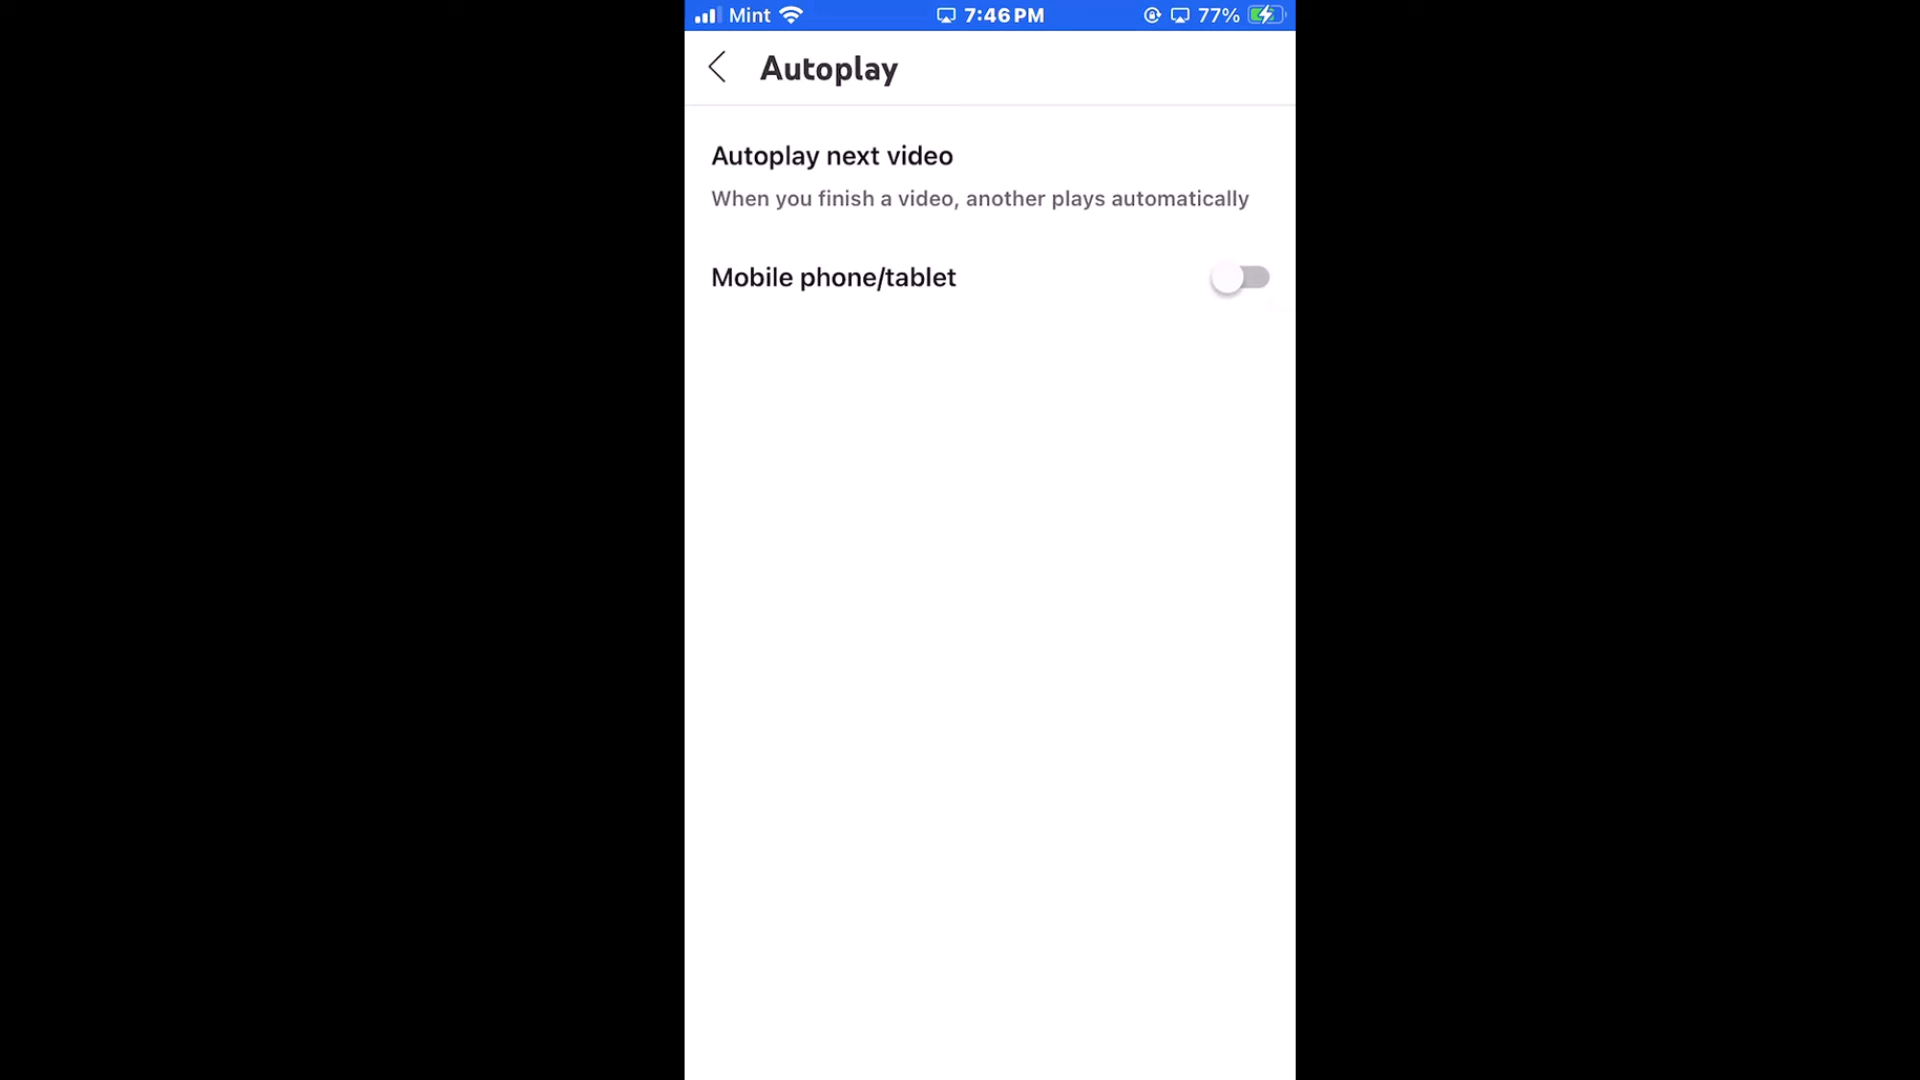 Mint 7:46 PM 77%
Autoplay
Autoplay next video
When you finish a video, another plays automatically
Mobile phone/tablet